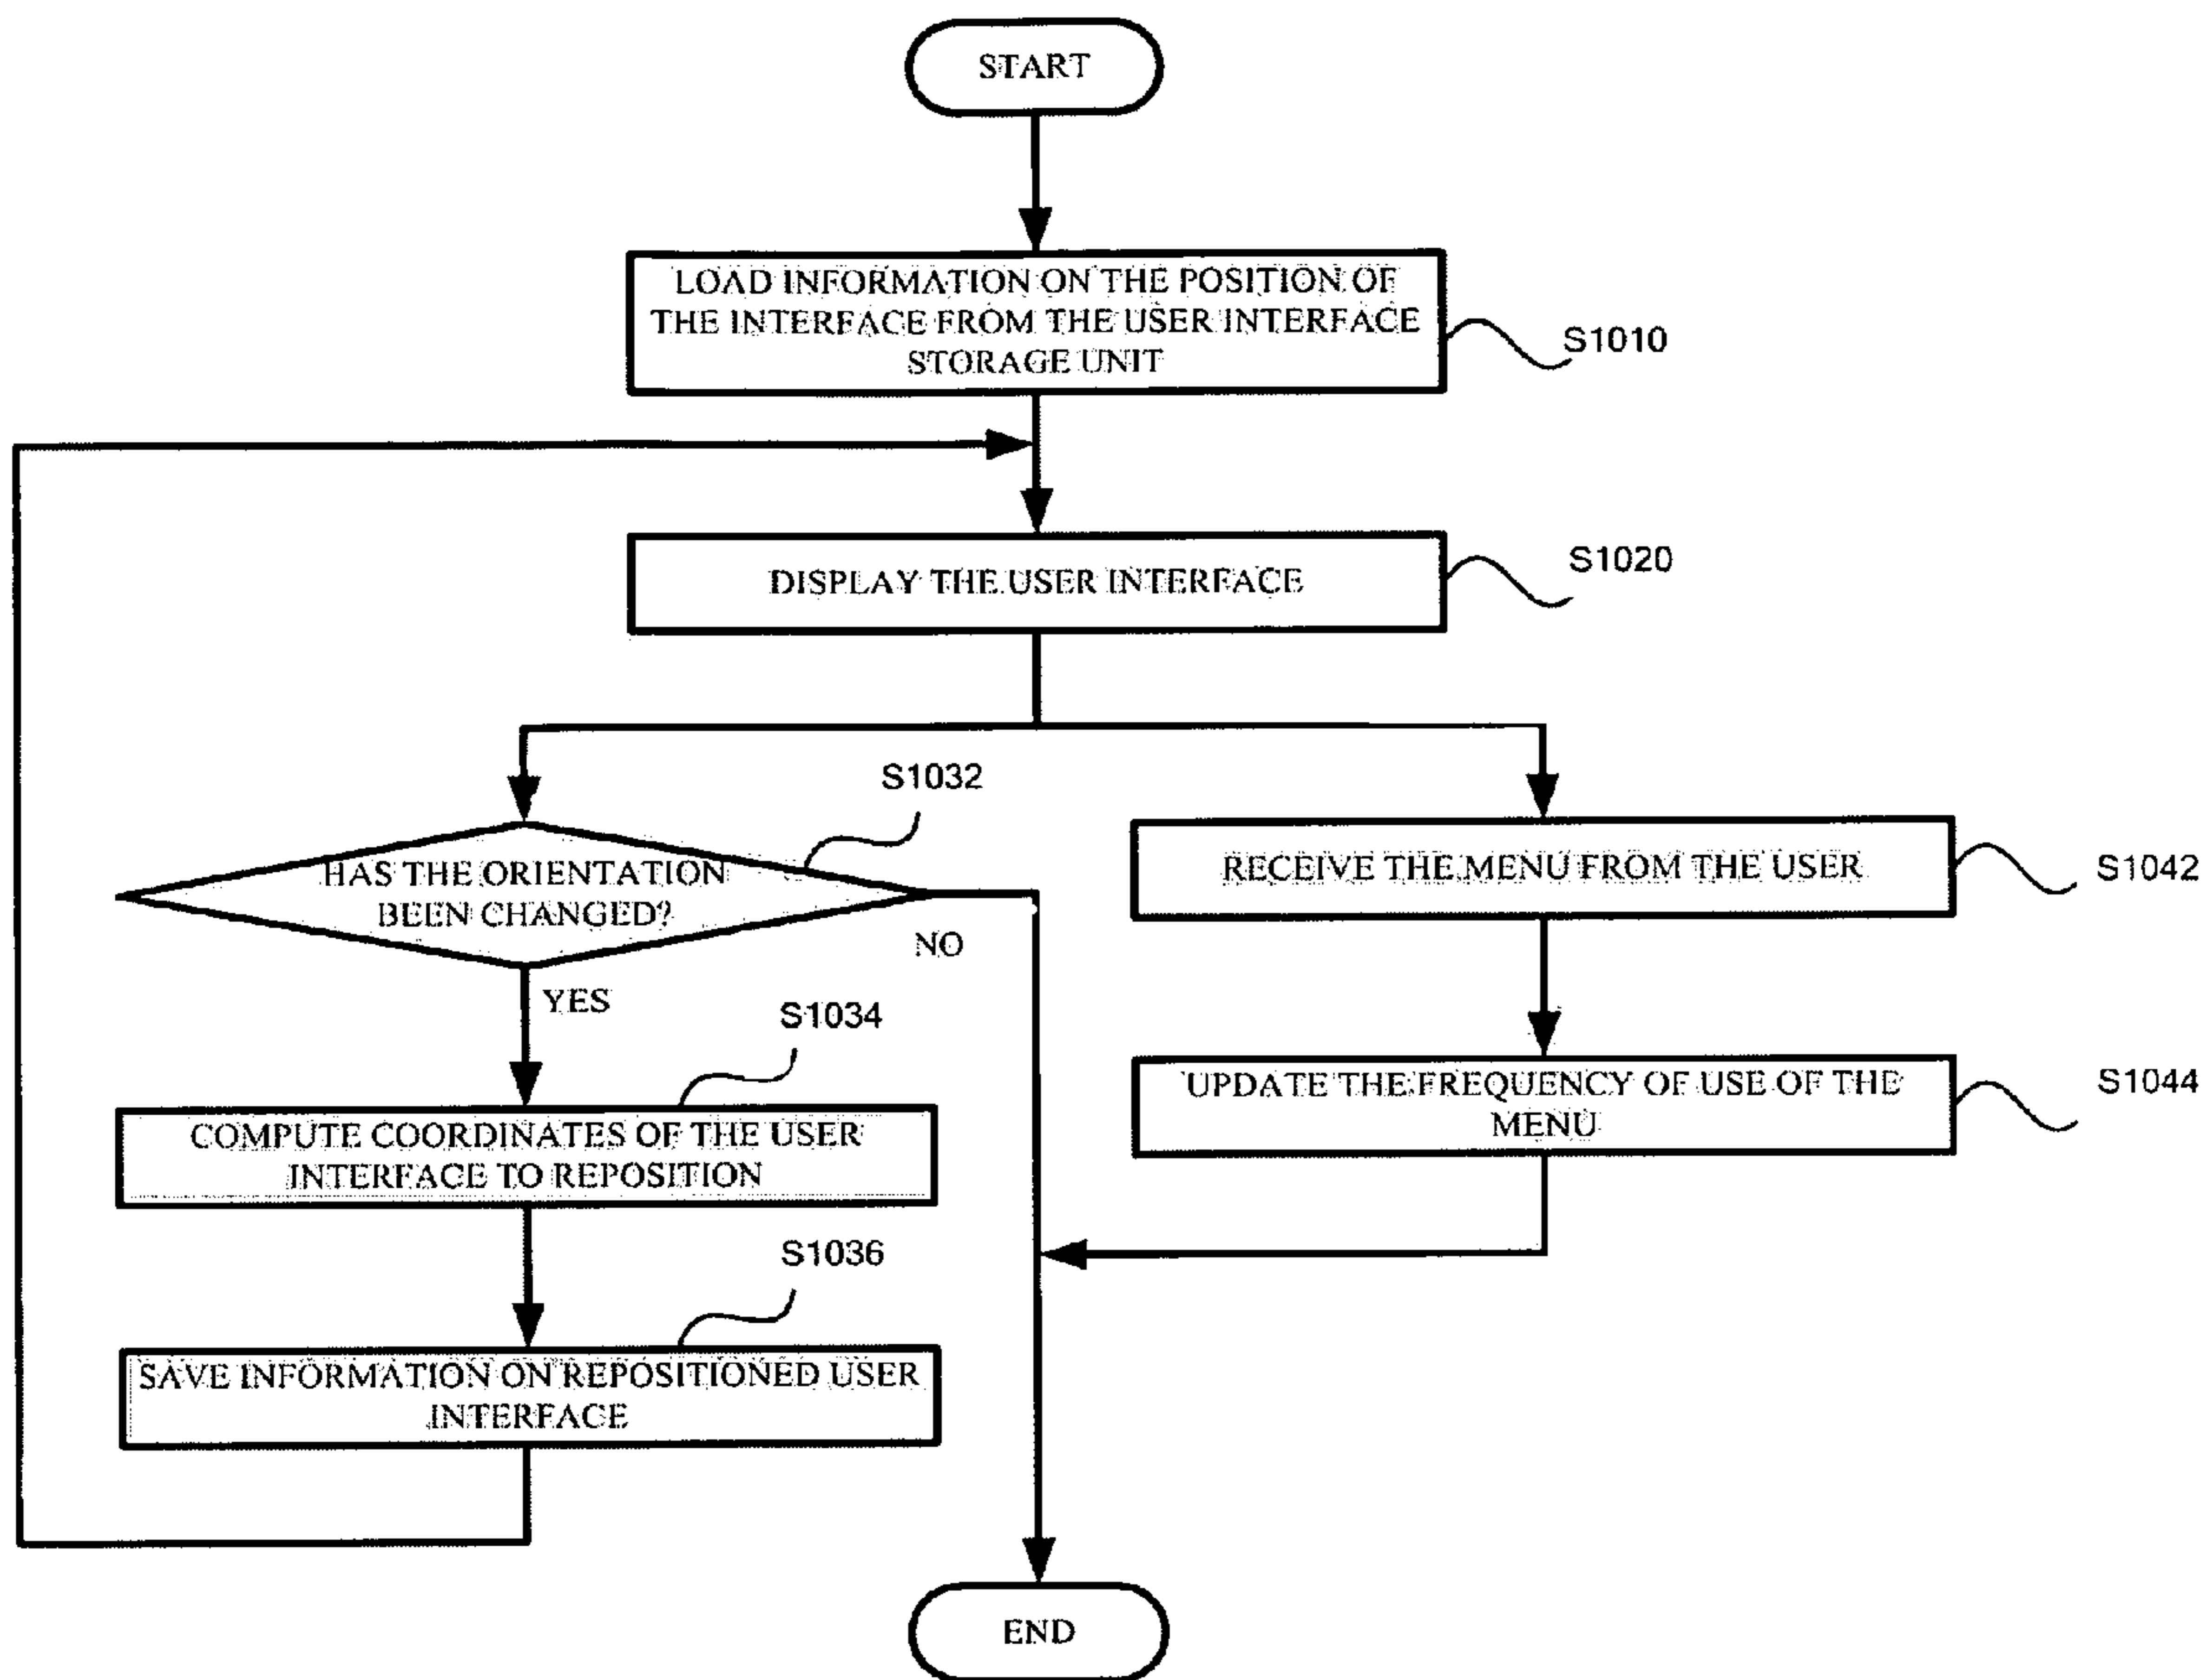 START
LOAD INFORMATION ON THE POSITION OF
THE INTERFACE FROM THE USER INTERFACE
STORAGE UNIT
S1010
DISPLAY THE USER INTERFACE
S1020
S1032
HAS THE ORIENTATION
BEEN CHANGED?
NO
YES
RECEIVE THE MENU FROM THE USER
S1042
S1034
COMPUTE COORDINATES OF THE USER
INTERFACE TO REPOSITION
UPDATE THE FREQUENCY OF USE OF THE
MENU
S1044
S1036
SAVE INFORMATION ON REPOSITIONED USER
INTERFACE
END